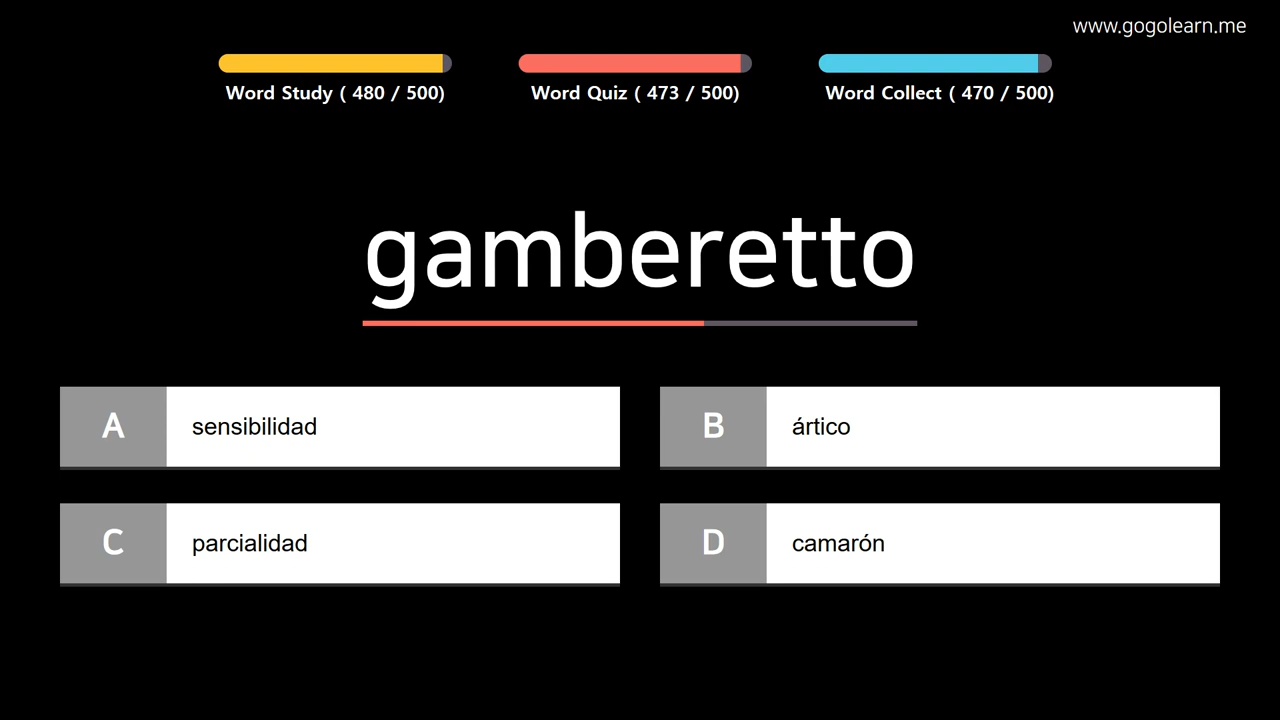 www.gogolearn.me
Word Study ( 480 / 500)
Word Quiz ( 473 / 500)
Word Collect ( 470 / 500)
gamberetto
A sensibilidad
B ártico
C parcialidad
D camarón